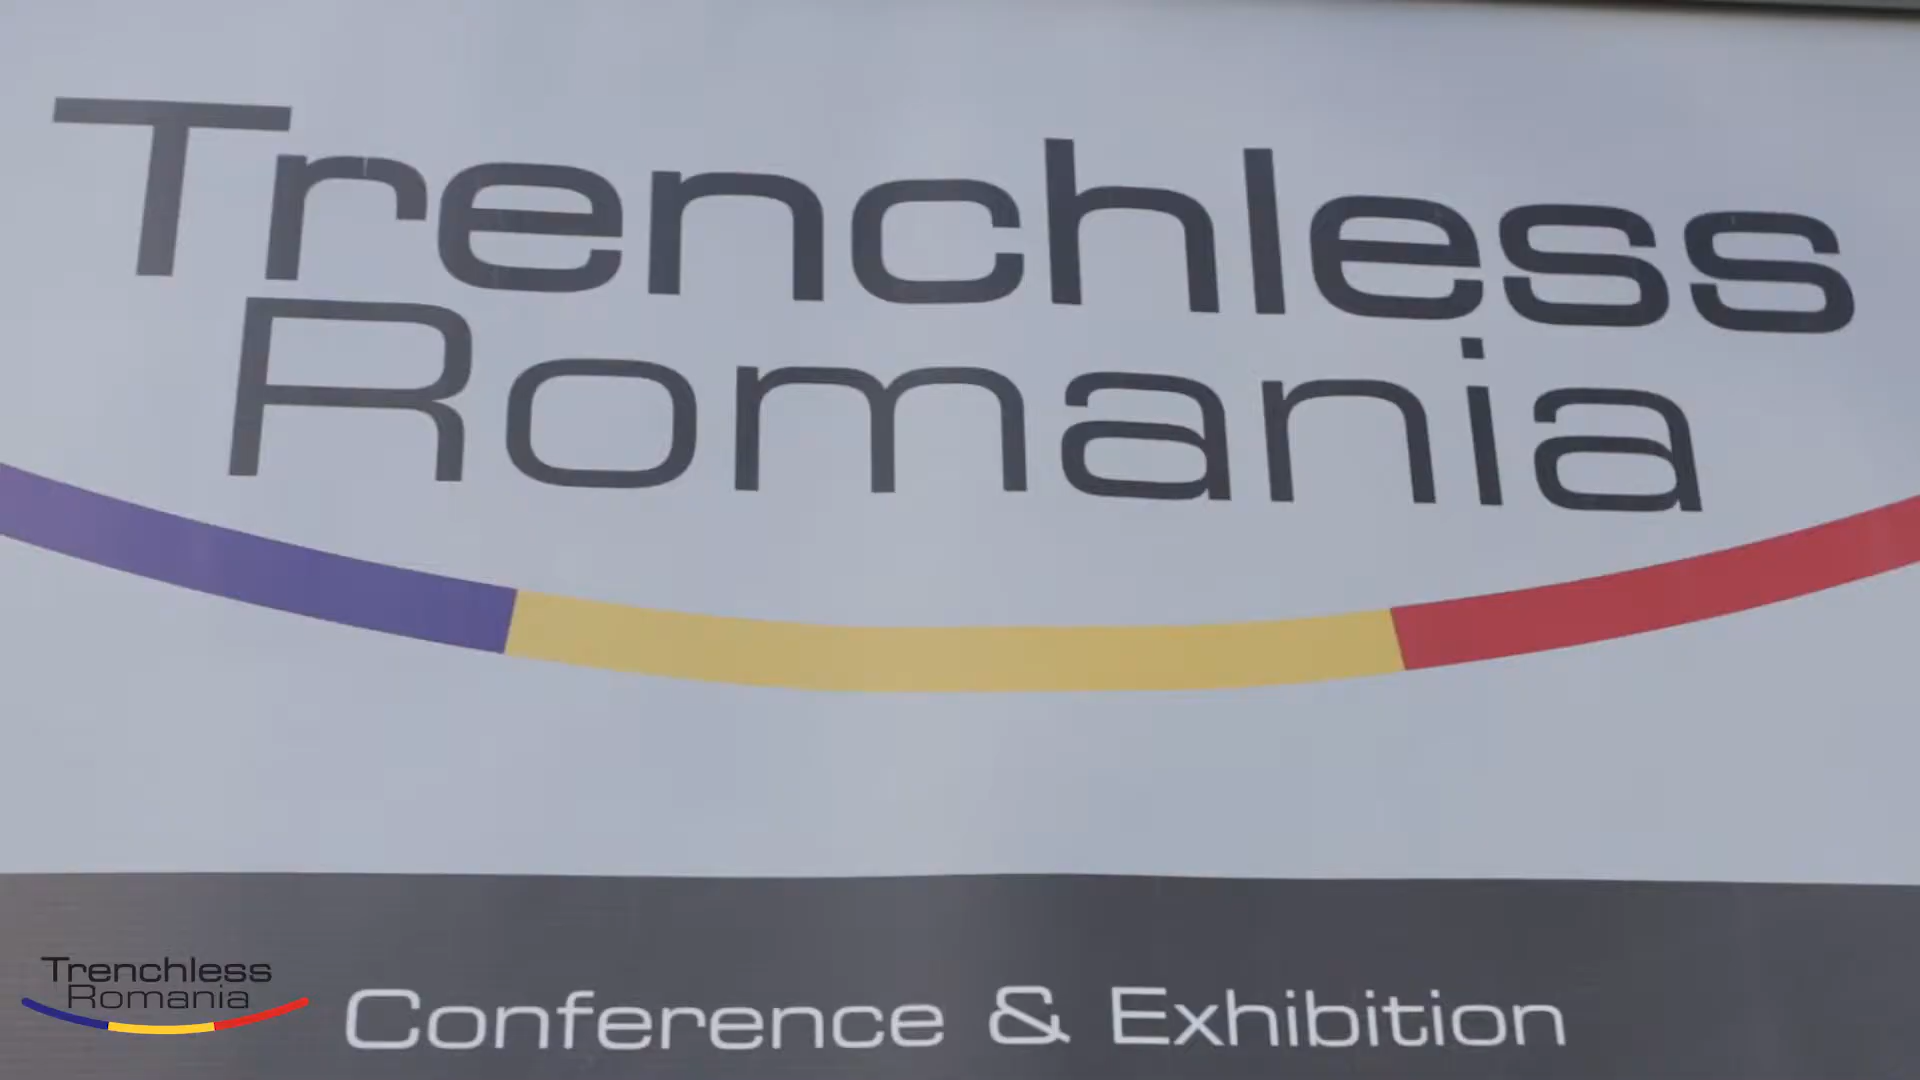 Trenchless
Romania
Conference & Exhibition
Trenchless
Romania